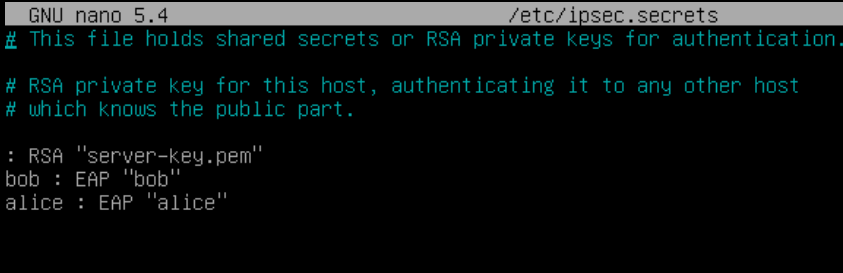 GNU nano 5.4 /etc/ipsec.secrets
# This file holds shared secrets or RSA private keys for authentication.
# RSA private key for this host, authenticating it to any other host
# which knows the public part.
: RSA "server-key.pem"
bob : EAP "bob"
alice : EAP "alice"